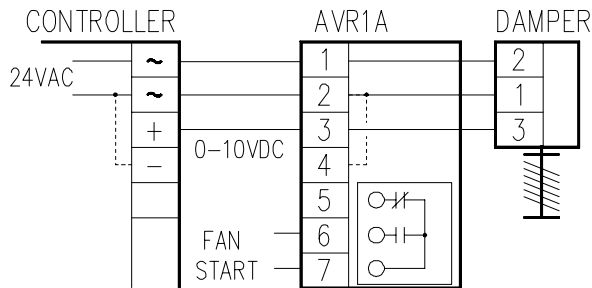 CONTROLLER AVR1A DAMPER
~ 1 2
24VAC
~ 2 1
+ 3 3
0-10VDC
- 4
5
FAN 6
START 7